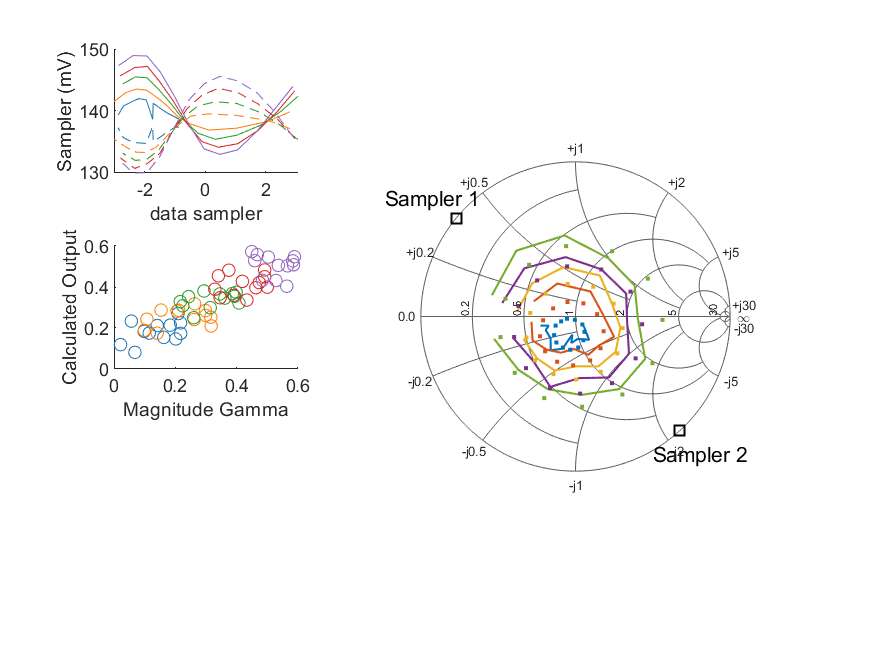 150
140
130
Sampler (mV)
-2
0
2
data sampler
0.6
0.4
0.2
0
Calculated Output
0
0.2
0.4
0.6
Magnitude Gamma
+j1
+j0.5
+j2
Sampler 1
+j0.2
+j5
0.0
0.2
0.5
1
2
5
30
+j30
∞
-j30
-j0.2
-j5
-j0.5
-j2
Sampler 2
-j1